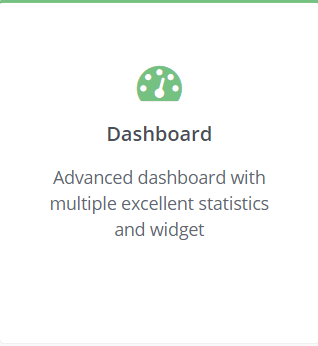 Dashboard
Advanced dashboard with
multiple excellent statistics
and widget